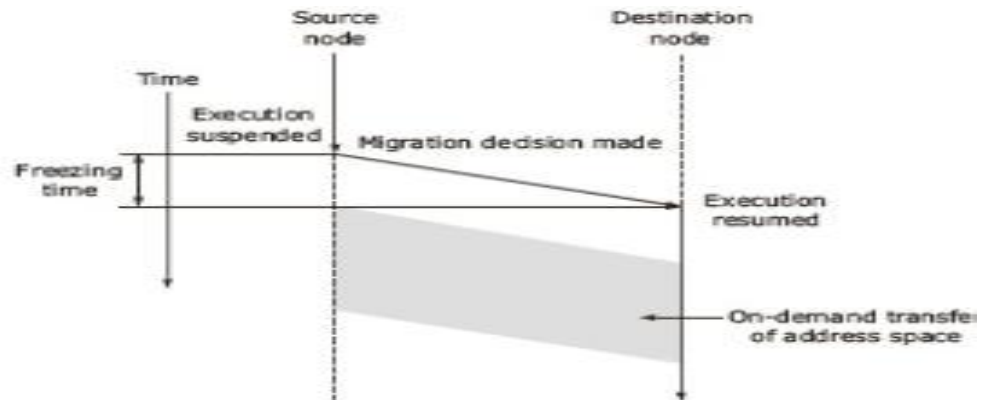 Source
node
Destination
node
Time
Execution
suspended
Migration decision made
Freezing
time
Execution
resumed
On-demand transfe
of address space